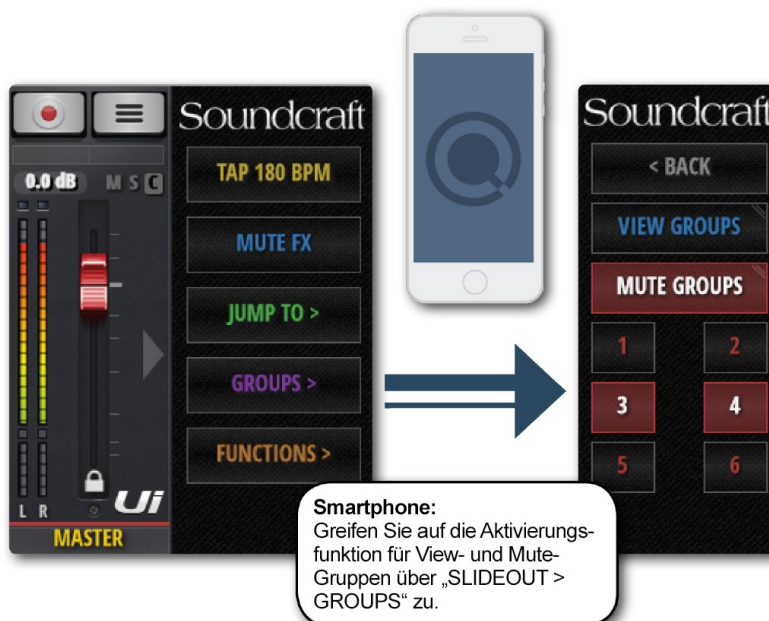 Soundcraft
0.0 dB M S C
TAP 180 BPM
MUTE FX
JUMP TO >
GROUPS >
FUNCTIONS >
L R
Ui
MASTER
Soundcraft
< BACK
VIEW GROUPS
MUTE GROUPS
1 2
3 4
5 6
Smartphone:
Greifen Sie auf die Aktivierungs-
funktion für View- und Mute-
Gruppen über „SLIDEOUT >
GROUPS“ zu.